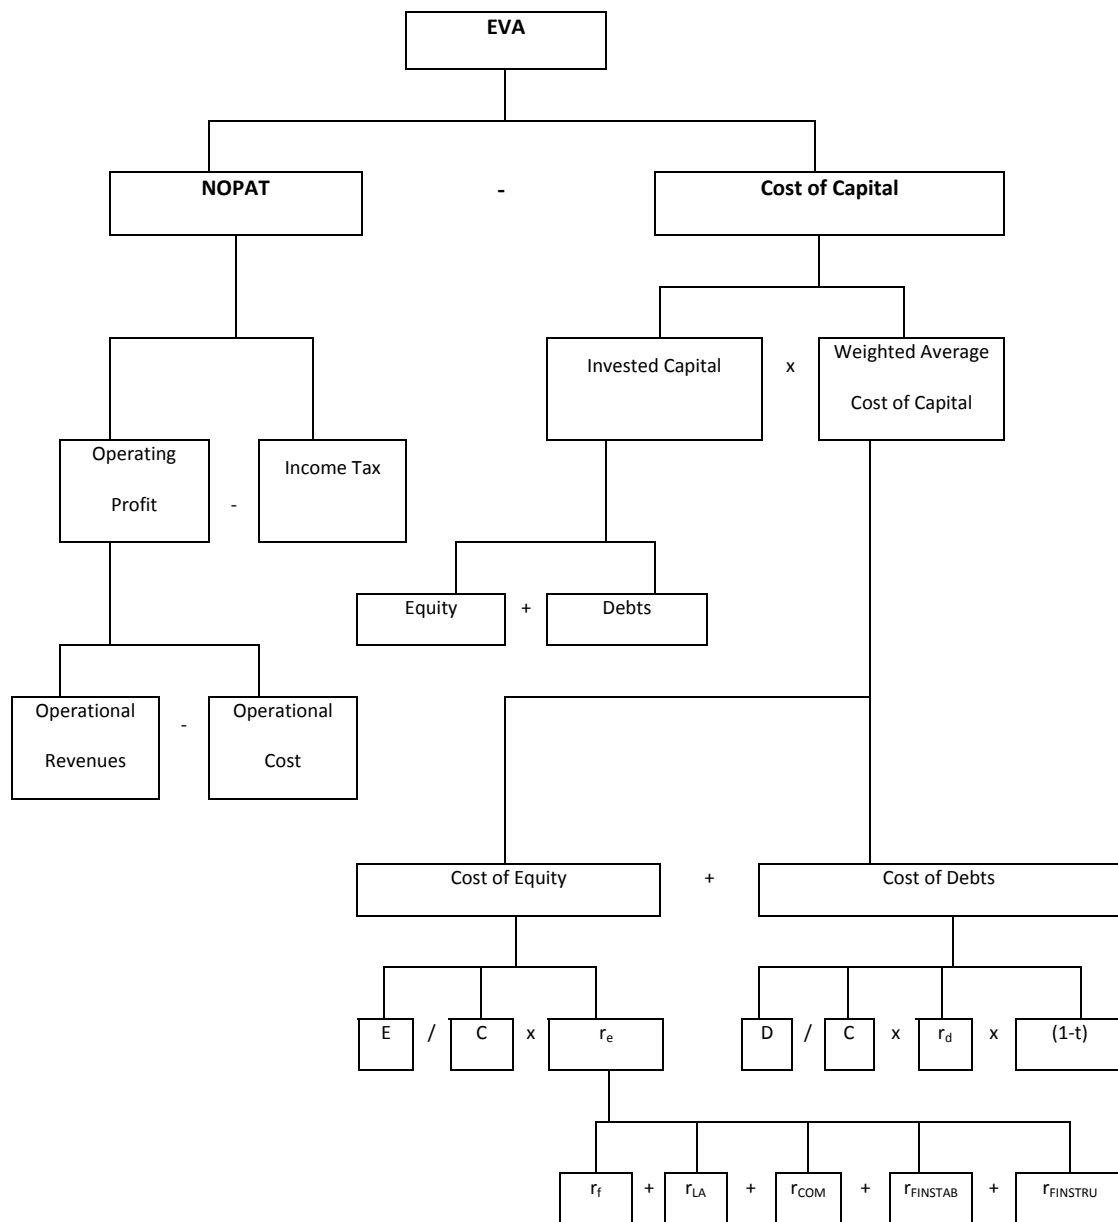 EVA
NOPAT - Cost of Capital
Invested Capital x Weighted Average
Cost of Capital
Operating
Profit - Income Tax
Equity + Debts
Operational - Operational
Revenues Cost
Cost of Equity + Cost of Debts
E / C x re D / C x rd x (1-t)
rf + rLA + rCOM + rFINSTAB + rFINSTRU